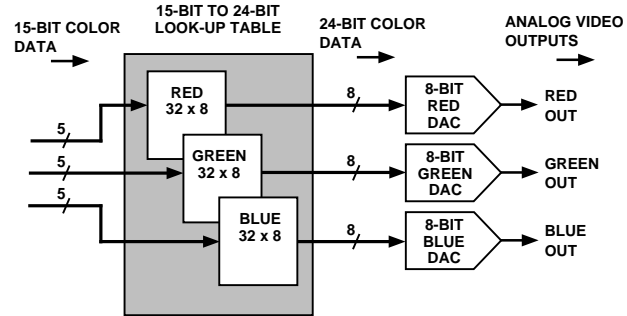 15-BIT COLOR
DATA
15-BIT TO 24-BIT
LOOK-UP TABLE
24-BIT COLOR
DATA
ANALOG VIDEO
OUTPUTS
5
RED
32 x 8
8
8-BIT
RED
DAC
RED
OUT
5
GREEN
32 x 8
8
8-BIT
GREEN
DAC
GREEN
OUT
5
BLUE
32 x 8
8
8-BIT
BLUE
DAC
BLUE
OUT